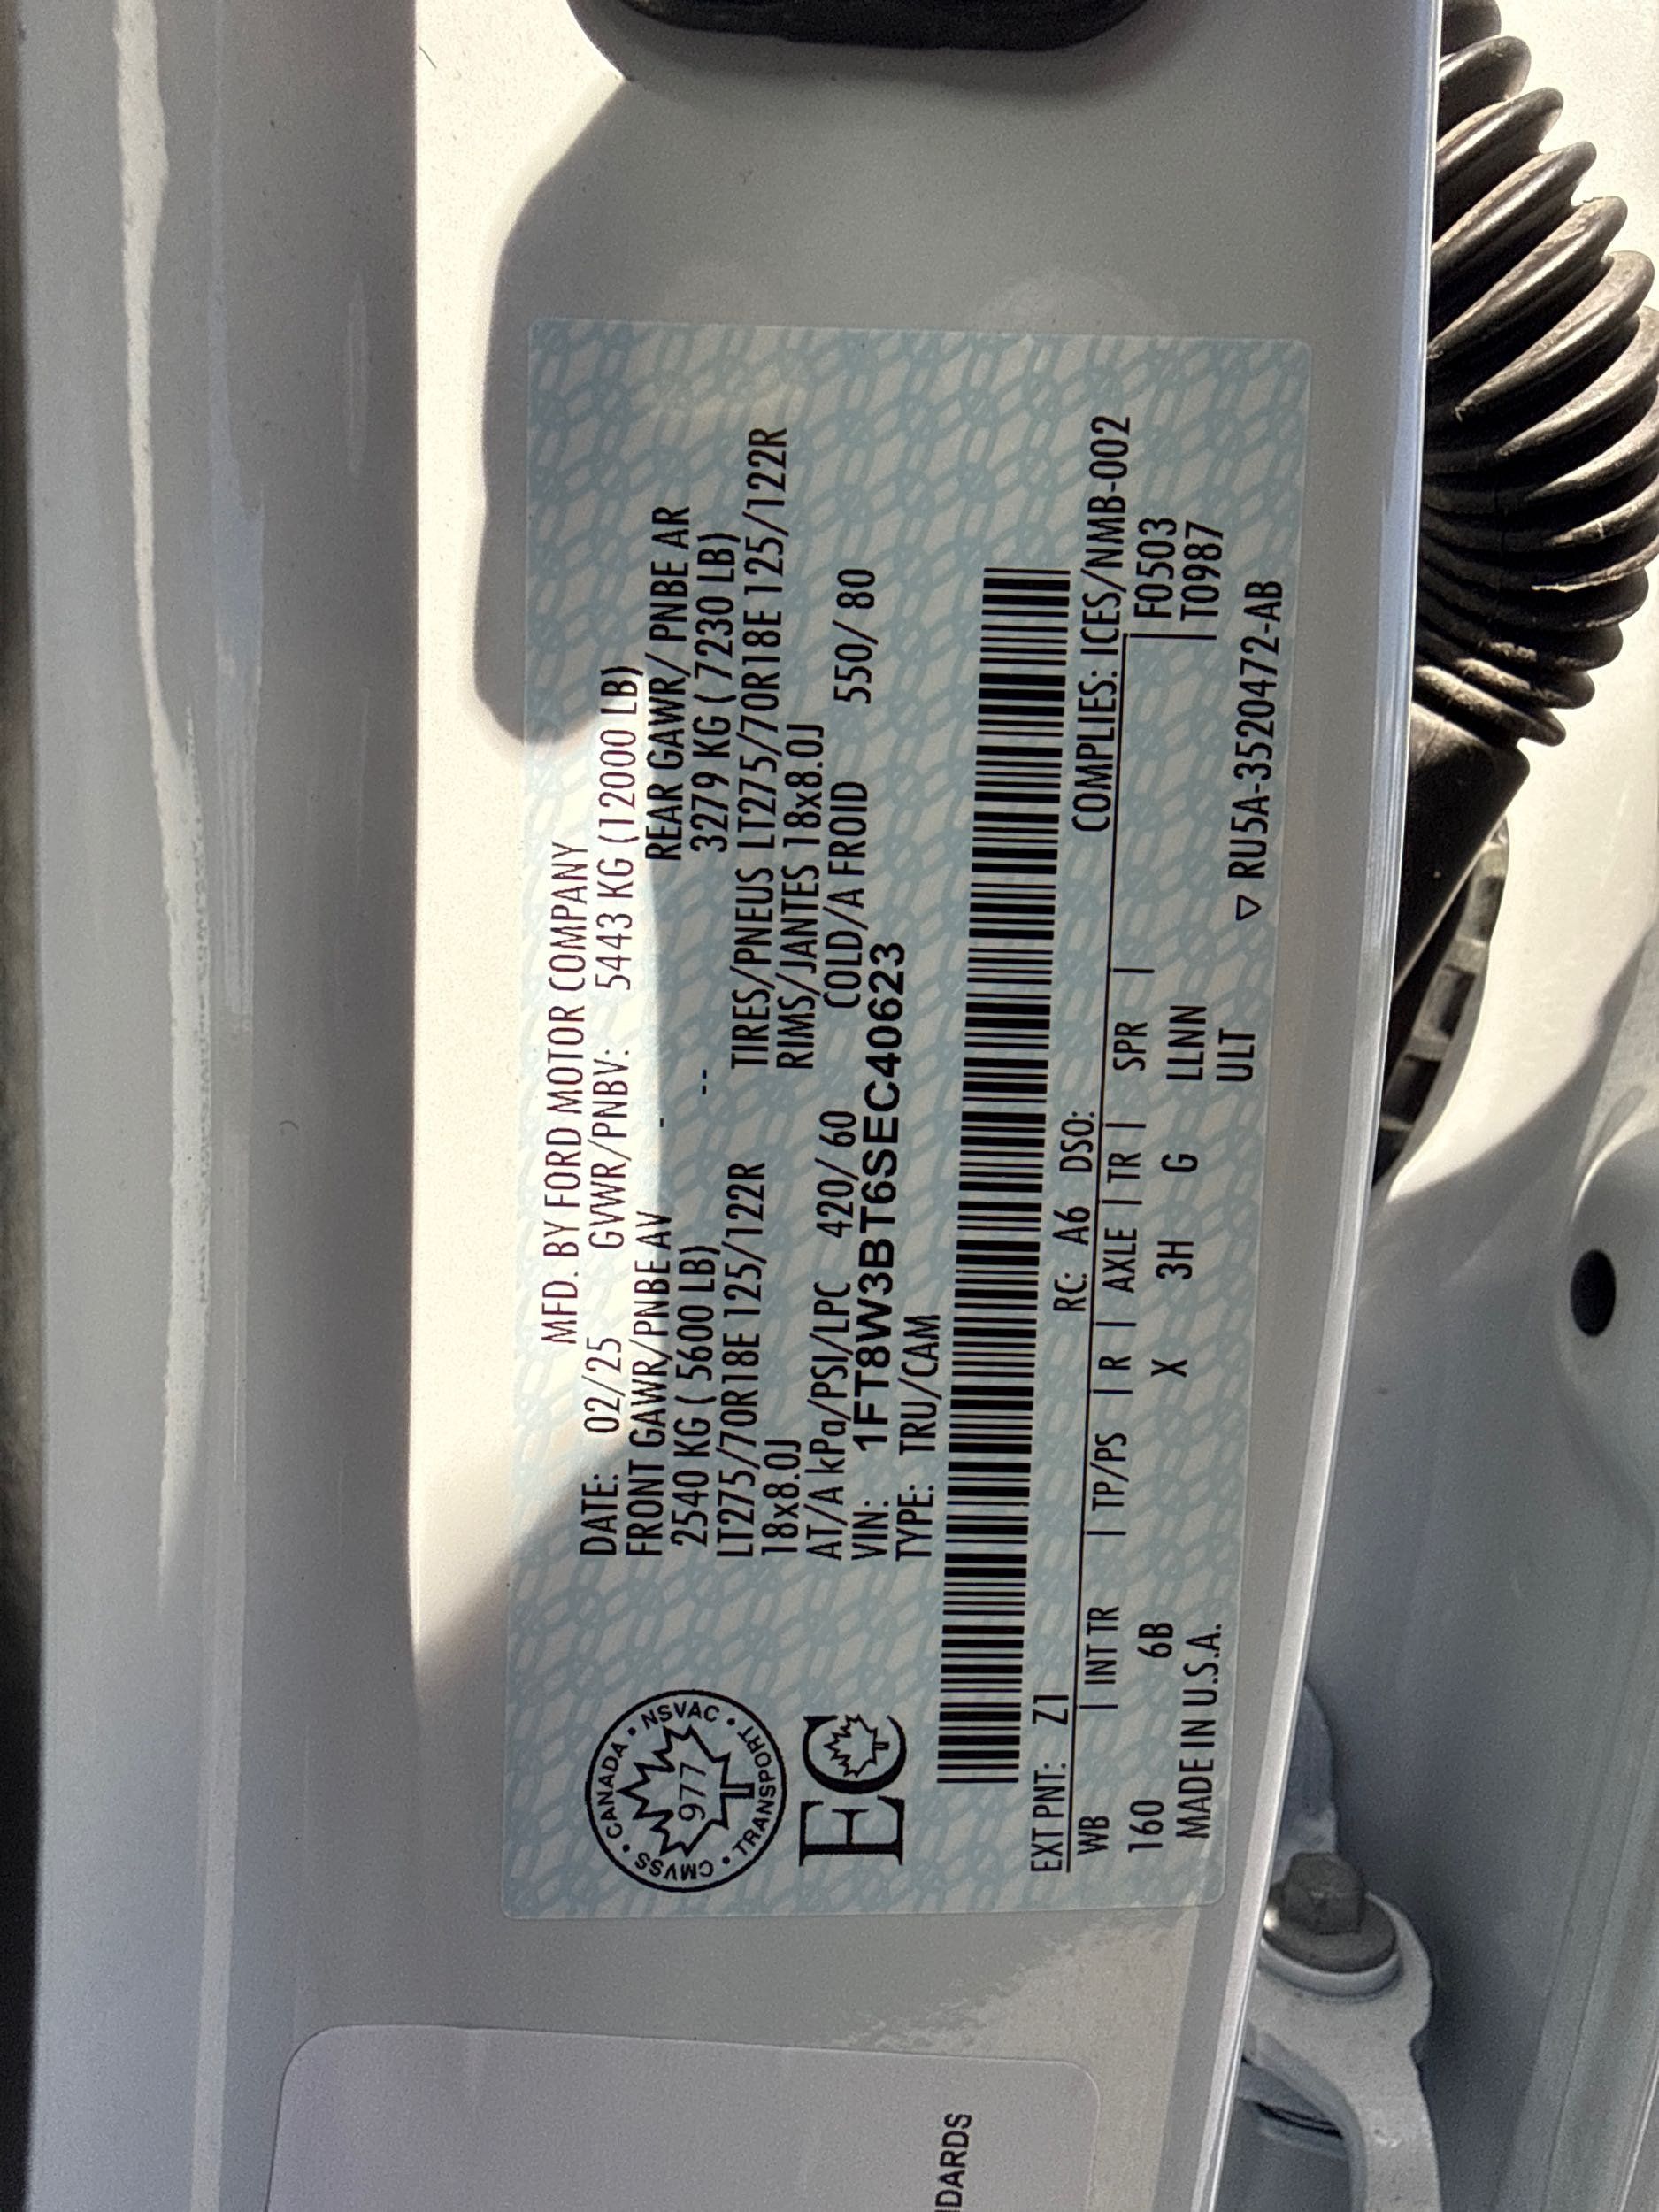 MFD. BY FORD MOTOR COMPANY
DATE: 02/25 GVWR/PNBV: 5443 KG (12000 LB)
FRONT GAWR/PNBE AV - REAR GAWR/ PNBE AR
2540 KG ( 5600 LB) -- 3279 KG ( 7230 LB)
LT275/70R18E 125/122R TIRES/PNEUS LT275/70R18E 125/122R
18x8.0J RIMS/JANTES 18x8.0J
AT/A kPa/PSI/LPC 420/ 60 COLD/A FROID 550/ 80
VIN: 1FT8W3BT6SEC40623
TYPE: TRU/CAM
CANADA • NSVAC • TRANSPORT • CMVSS •
977
EC
EXT PNT: Z1 RC: A6 DSO: COMPLIES: ICES/NMB-002
WB | INT TR | TP/PS | R | AXLE | TR | SPR | | F0503
160 6B X 3H G LLNN | T0987
MADE IN U.S.A. ULT
▽ RU5A-3520472-AB
DARDS